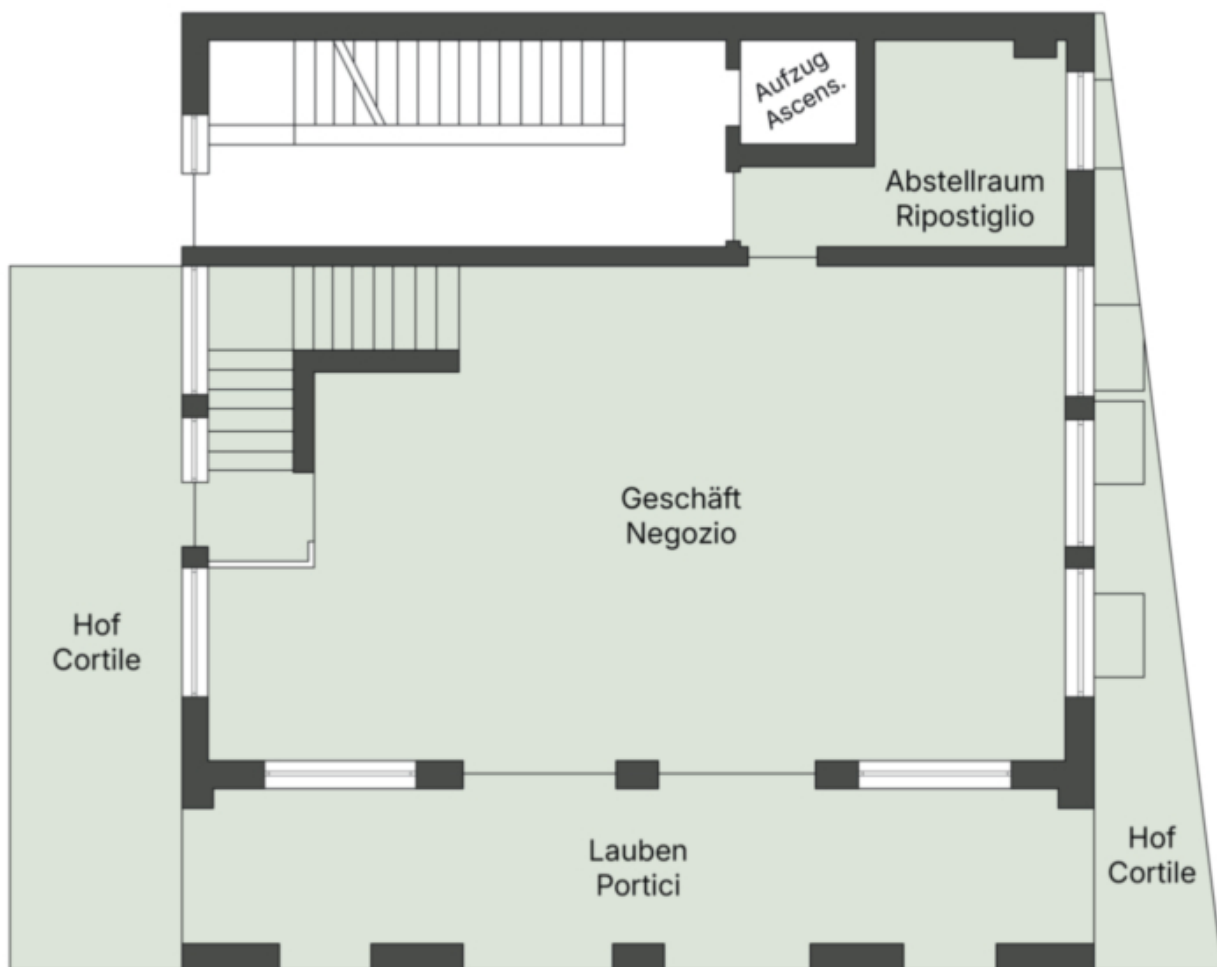 Aufzug
Ascens.
Abstellraum
Ripostiglio
Geschäft
Negozio
Hof
Cortile
Lauben
Portici
Hof
Cortile